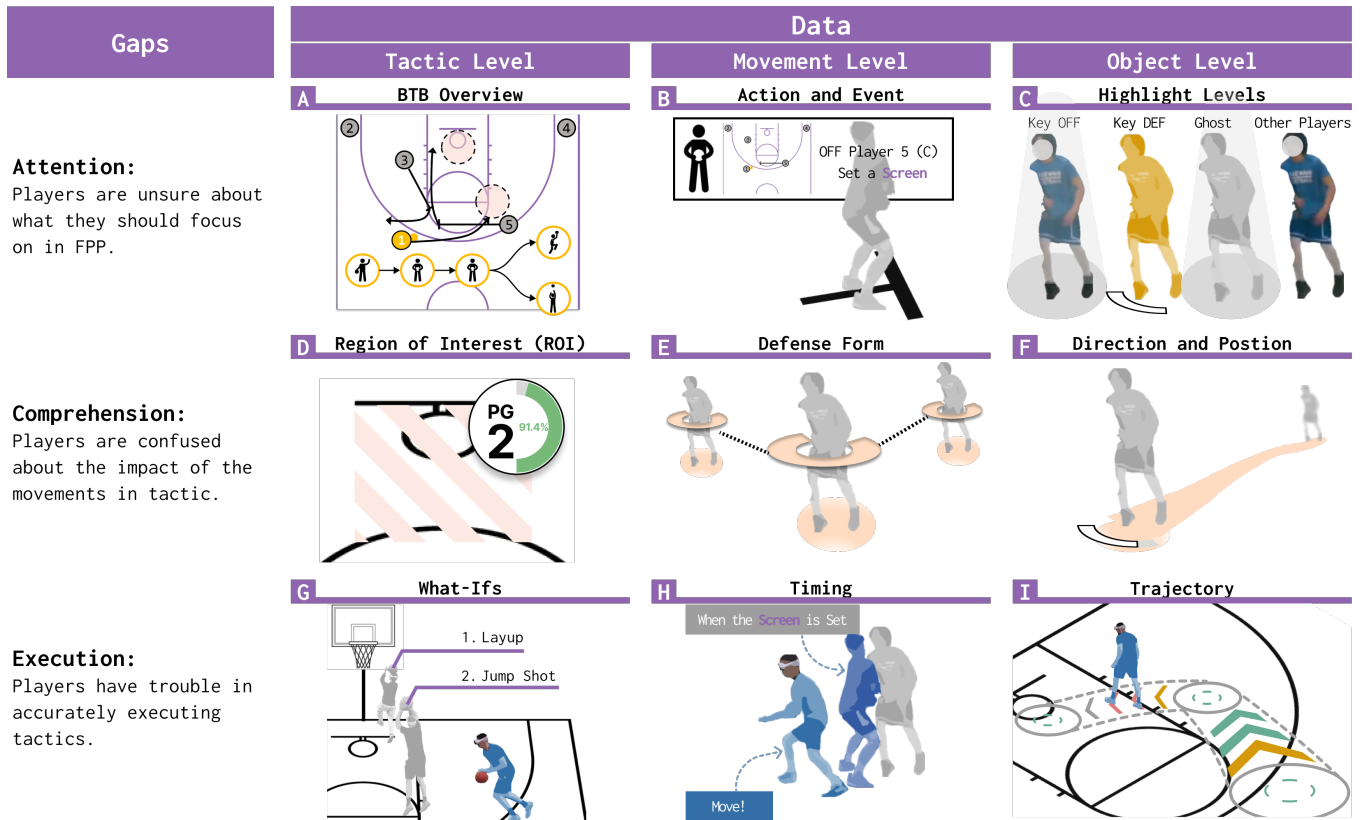 Gaps
Data
Tactic Level
Movement Level
Object Level
Attention:
Players are unsure about
what they should focus
on in FPP.
A
BTB Overview
2
4
3
5
1
B
Action and Event
OFF Player 5 (C)
Set a Screen
C
Highlight Levels
Key OFF
Key DEF
Ghost
Other Players
Comprehension:
Players are confused
about the impact of the
movements in tactic.
D
Region of Interest (ROI)
PG
2
91.4%
E
Defense Form
F
Direction and Postion
Execution:
Players have trouble in
accurately executing
tactics.
G
What-Ifs
1. Layup
2. Jump Shot
H
Timing
When the Screen is Set
Move!
I
Trajectory